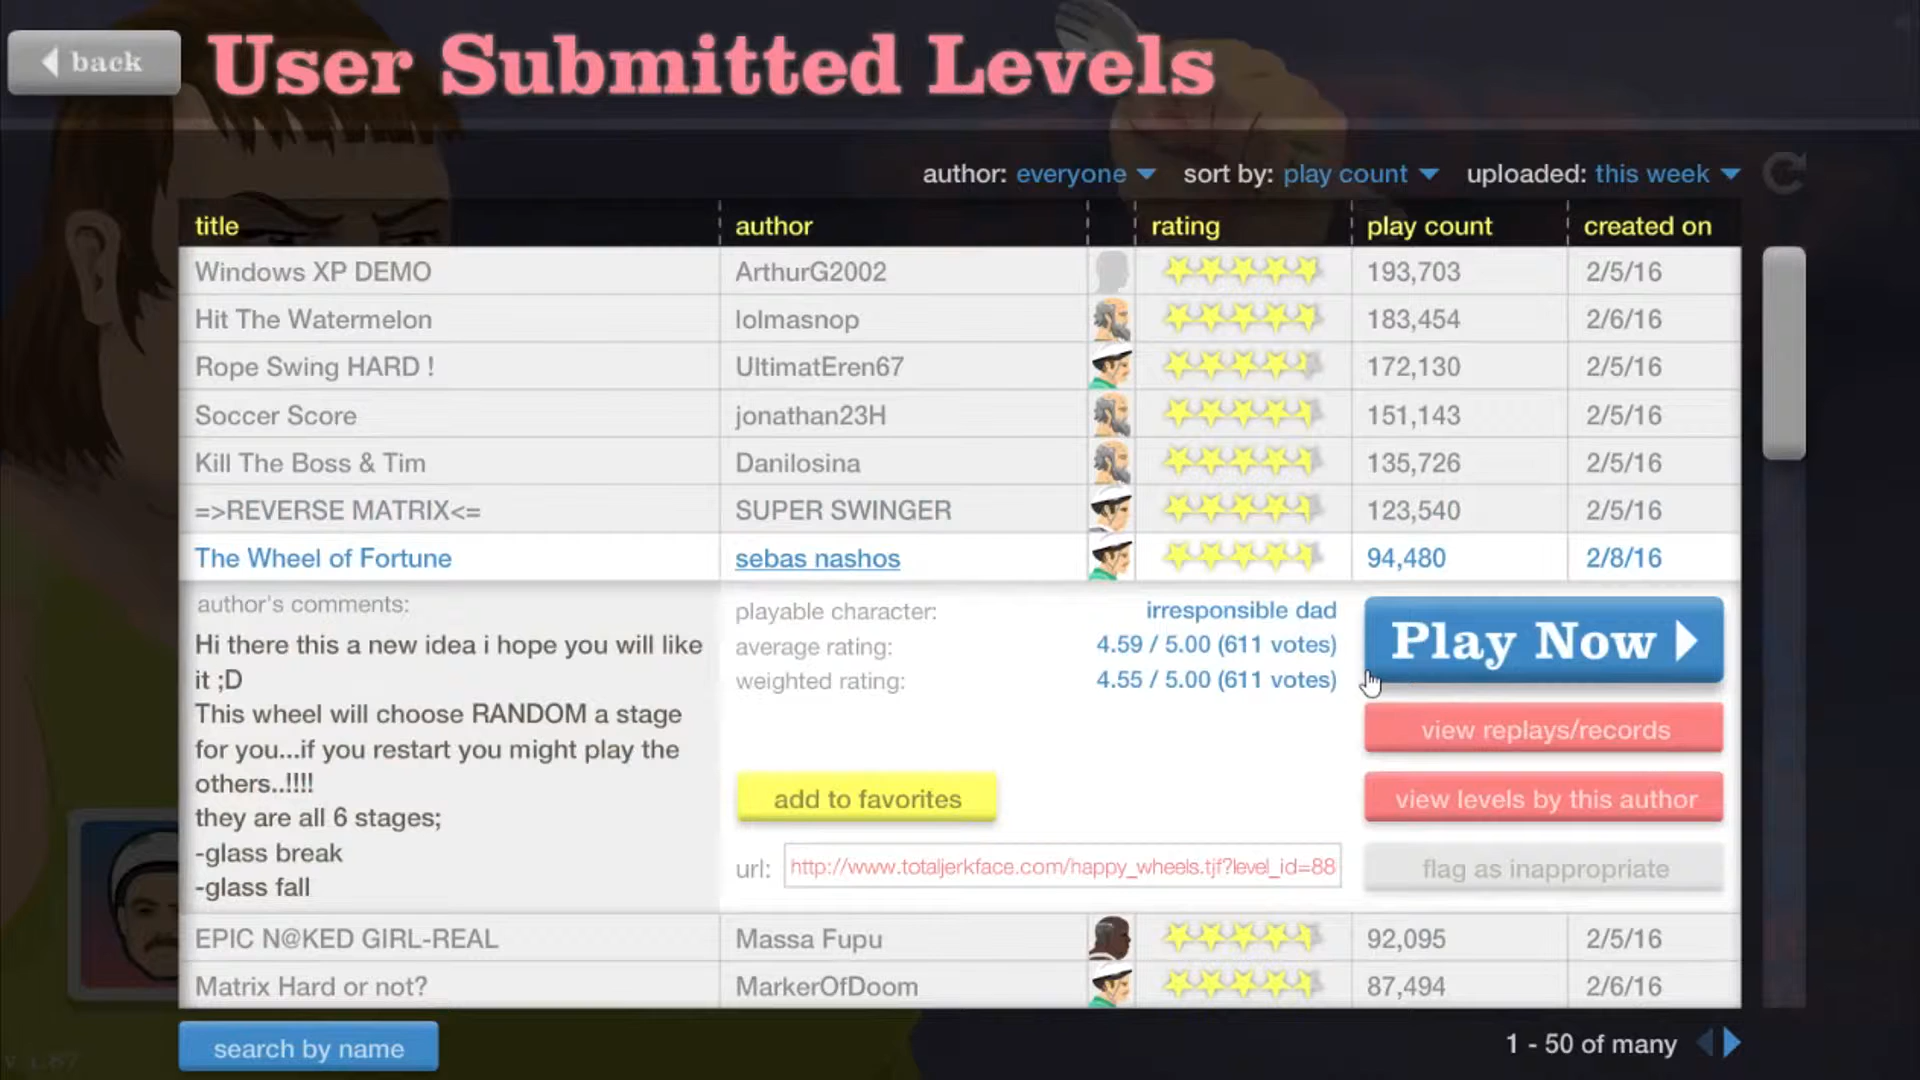 back
User Submitted Levels
author: everyone sort by: play count uploaded: this week
title author rating play count created on
Windows XP DEMO ArthurG2002 193,703 2/5/16
Hit The Watermelon lolmasnop 183,454 2/6/16
Rope Swing HARD ! UltimatEren67 172,130 2/5/16
Soccer Score jonathan23H 151,143 2/5/16
Kill The Boss & Tim Danilosina 135,726 2/5/16
=>REVERSE MATRIX<= SUPER SWINGER 123,540 2/5/16
The Wheel of Fortune sebas nashos 94,480 2/8/16
author's comments:
Hi there this a new idea i hope you will like
it ;D
This wheel will choose RANDOM a stage
for you...if you restart you might play the
others..!!!!
they are all 6 stages;
-glass break
-glass fall
playable character: irresponsible dad
average rating: 4.59 / 5.00 (611 votes)
weighted rating: 4.55 / 5.00 (611 votes)
add to favorites
url: http://www.totaljerkface.com/happy_wheels.tjf?level_id=88
Play Now
view replays/records
view levels by this author
flag as inappropriate
EPIC N@KED GIRL-REAL Massa Fupu 92,095 2/5/16
Matrix Hard or not? MarkerOfDoom 87,494 2/6/16
search by name
1 - 50 of many
v 1.87